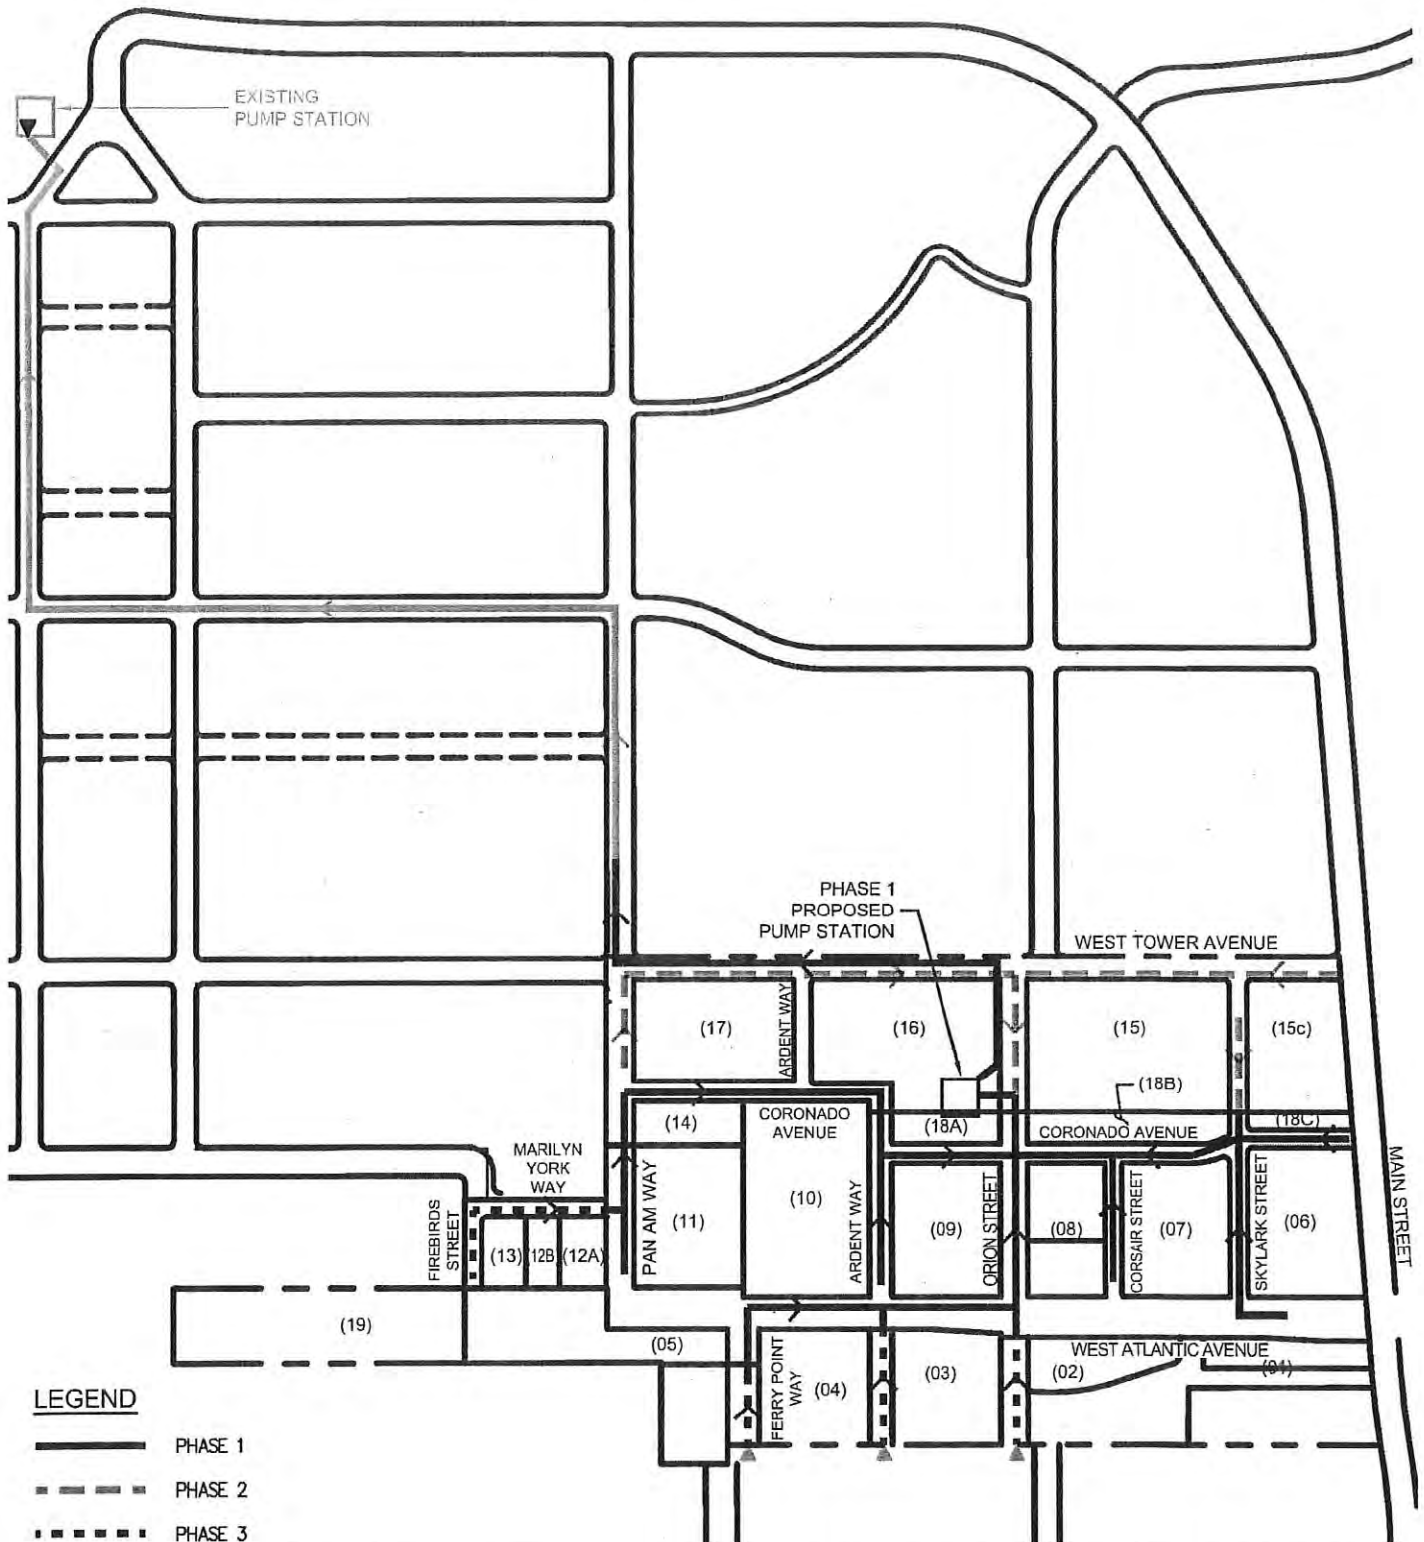 EXISTING
PUMP STATION
PHASE 1
PROPOSED
PUMP STATION
WEST TOWER AVENUE
(17)
ARDENT WAY
(16)
(15)
(15c)
(18B)
(14)
CORONADO
AVENUE
(18A)
CORONADO AVENUE
(18C)
MARILYN
YORK
WAY
FIREBIRDS
STREET
(13)
(12B)
(12A)
PAN AM WAY
(11)
(10)
ARDENT WAY
(09)
ORION STREET
(08)
CORSAIR STREET
(07)
SKYLARK STREET
(06)
MAIN STREET
(19)
(05)
FERRY POINT
WAY
(04)
(03)
(02)
WEST ATLANTIC AVENUE
(01)
LEGEND
PHASE 1
PHASE 2
PHASE 3